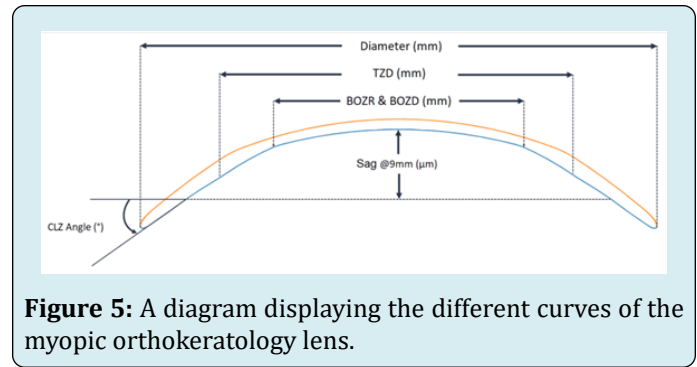 Diameter (mm)
TZD (mm)
BOZR & BOZD (mm)
Sag @9mm (µm)
CLZ Angle (°)
Figure 5: A diagram displaying the different curves of the
myopic orthokeratology lens.